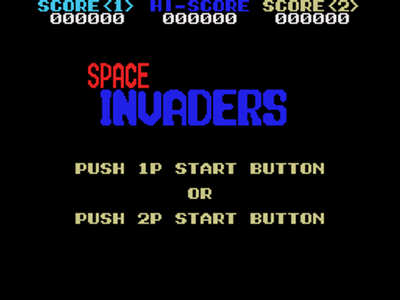 SCORE<1> HI-SCORE SCORE<2>
000000 000000 000000
SPACE
INVADERS
PUSH 1P START BUTTON
OR
PUSH 2P START BUTTON